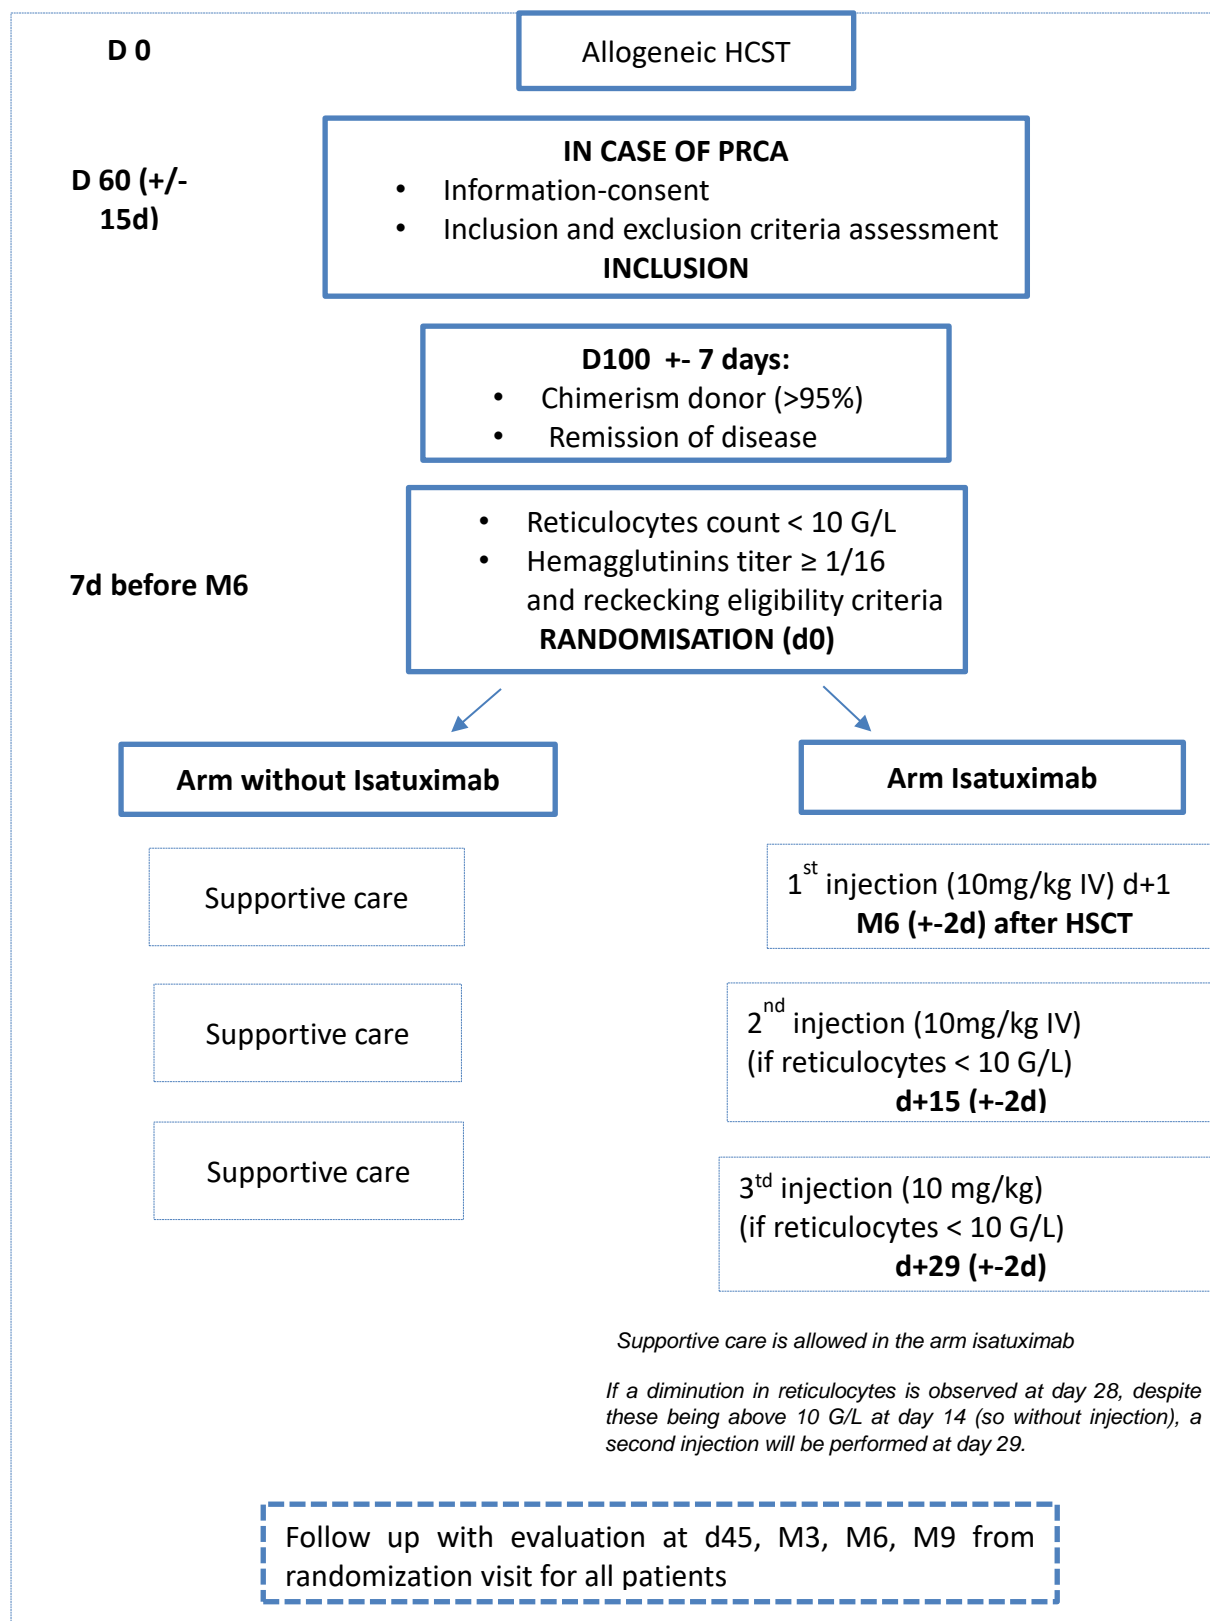 D 0
Allogeneic HCST
D 60 (+/-
15d)
IN CASE OF PRCA
• Information-consent
• Inclusion and exclusion criteria assessment
INCLUSION
D100 +- 7 days:
• Chimerism donor (>95%)
• Remission of disease
7d before M6
• Reticulocytes count < 10 G/L
• Hemagglutinins titer ≥ 1/16
and reckecking eligibility criteria
RANDOMISATION (d0)
Arm without Isatuximab
Arm Isatuximab
Supportive care
1st injection (10mg/kg IV) d+1
M6 (+-2d) after HSCT
Supportive care
2nd injection (10mg/kg IV)
(if reticulocytes < 10 G/L)
d+15 (+-2d)
Supportive care
3td injection (10 mg/kg)
(if reticulocytes < 10 G/L)
d+29 (+-2d)
Supportive care is allowed in the arm isatuximab
If a diminution in reticulocytes is observed at day 28, despite
these being above 10 G/L at day 14 (so without injection), a
second injection will be performed at day 29.
Follow up with evaluation at d45, M3, M6, M9 from
randomization visit for all patients